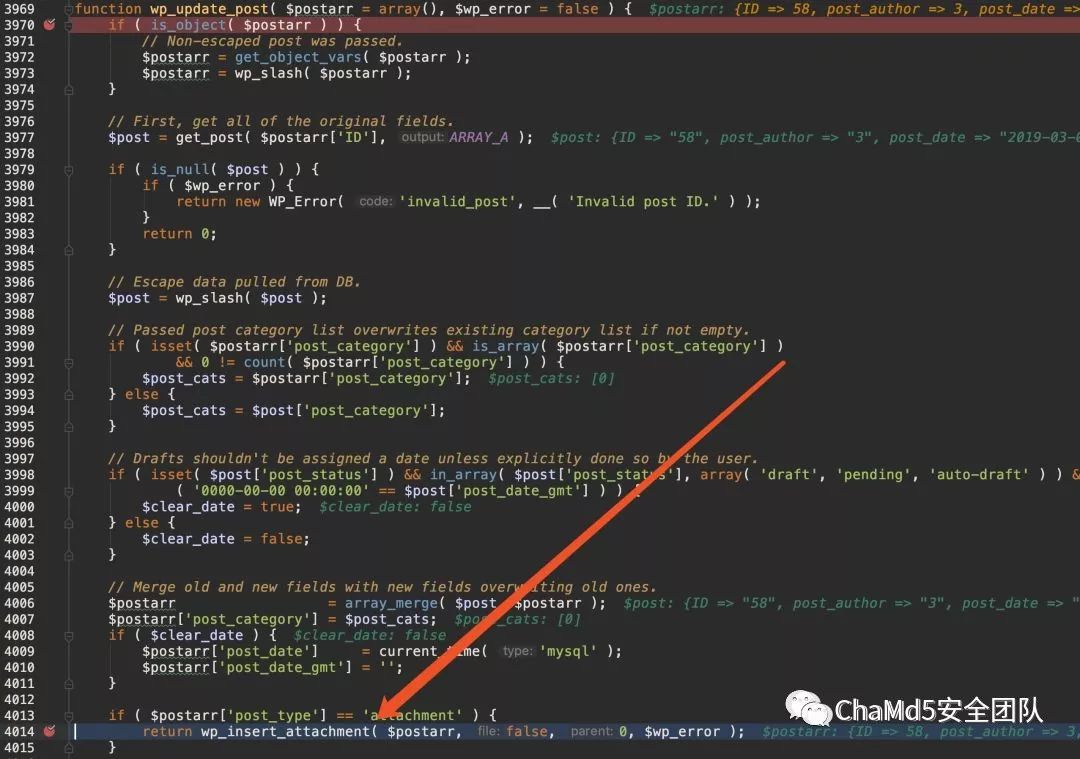 3969 function wp_update_post( $postarr = array(), $wp_error = false ) { $postarr: {ID => 58, post_author => 3, post_date =>
3970 if ( is_object( $postarr ) ) {
3971 // Non-escaped post was passed.
3972 $postarr = get_object_vars( $postarr );
3973 $postarr = wp_slash( $postarr );
3974 }
3975
3976 // First, get all of the original fields.
3977 $post = get_post( $postarr['ID'], output: ARRAY_A ); $post: {ID => "58", post_author => "3", post_date => "2019-03-0
3978
3979 if ( is_null( $post ) ) {
3980 if ( $wp_error ) {
3981 return new WP_Error( code: 'invalid_post', __( 'Invalid post ID.' ) );
3982 }
3983 return 0;
3984 }
3985
3986 // Escape data pulled from DB.
3987 $post = wp_slash( $post );
3988
3989 // Passed post category list overwrites existing category list if not empty.
3990 if ( isset( $postarr['post_category'] ) && is_array( $postarr['post_category'] )
3991 && 0 != count( $postarr['post_category'] ) ) {
3992 $post_cats = $postarr['post_category']; $post_cats: [0]
3993 } else {
3994 $post_cats = $post['post_category'];
3995 }
3996
3997 // Drafts shouldn't be assigned a date unless explicitly done so by the user.
3998 if ( isset( $post['post_status'] ) && in_array( $post['post_status'], array( 'draft', 'pending', 'auto-draft' ) ) &
3999 ( '0000-00-00 00:00:00' == $post['post_date_gmt'] ) ) {
4000 $clear_date = true; $clear_date: false
4001 } else {
4002 $clear_date = false;
4003 }
4004
4005 // Merge old and new fields with new fields overwriting old ones.
4006 $postarr = array_merge( $post, $postarr ); $post: {ID => "58", post_author => "3", post_date => "
4007 $postarr['post_category'] = $post_cats; $post_cats: [0]
4008 if ( $clear_date ) { $clear_date: false
4009 $postarr['post_date'] = current_time( type: 'mysql' );
4010 $postarr['post_date_gmt'] = '';
4011 }
4012
4013 if ( $postarr['post_type'] == 'attachment' ) {
4014 return wp_insert_attachment( $postarr, file: false, parent: 0, $wp_error ); $postarr: {ID => 58, post_author => 3,
4015 }
ChaMd5安全团队